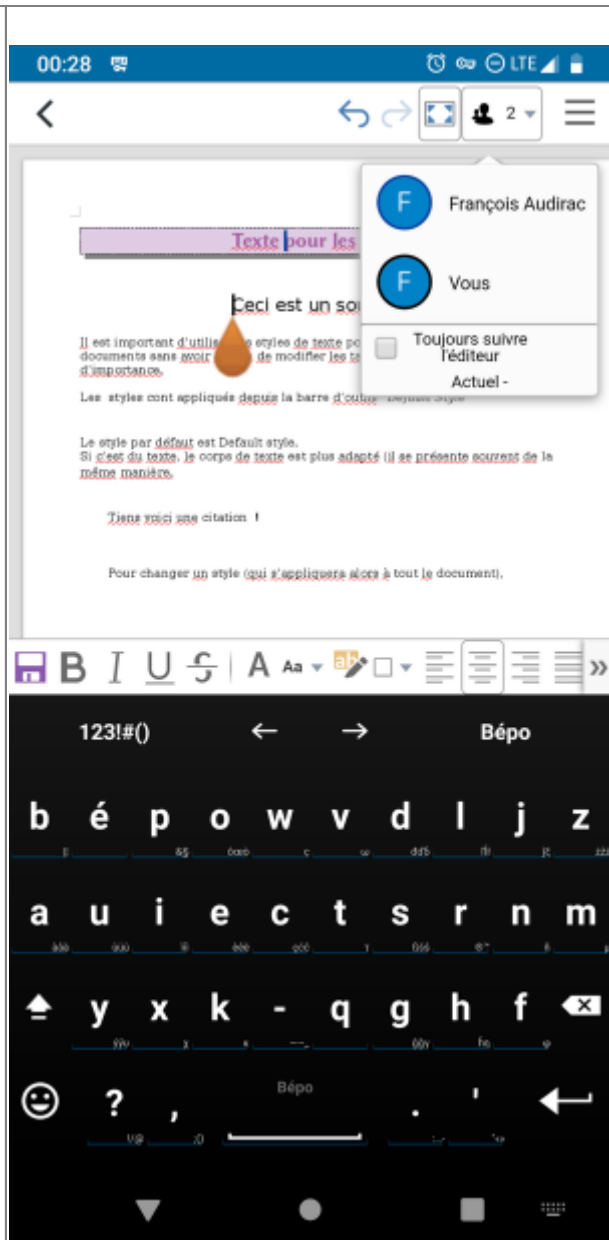 00:28 LTE
2
F François Audirac
F Vous
Toujours suivre
l'éditeur
Actuel -
Texte pour les
Ceci est un sou
Il est important d'utilis styles de texte po
documents sans avoir de modifier les ta
d'importance.
Les styles cont appliqués depuis la barre d'outils Default Style
Le style par défaut est Default style.
Si c'est du texte, le corps de texte est plus adapté (il se présente souvent de la
même manière.
Tiens voici une citation !
Pour changer un style (qui s'appliquera alors à tout le document),
B I U S A Aa ab »
123!#() ← → Bépo
b é p o w v d l j z
a u i e c t s r n m
y x k - q g h f
? , Bépo . '